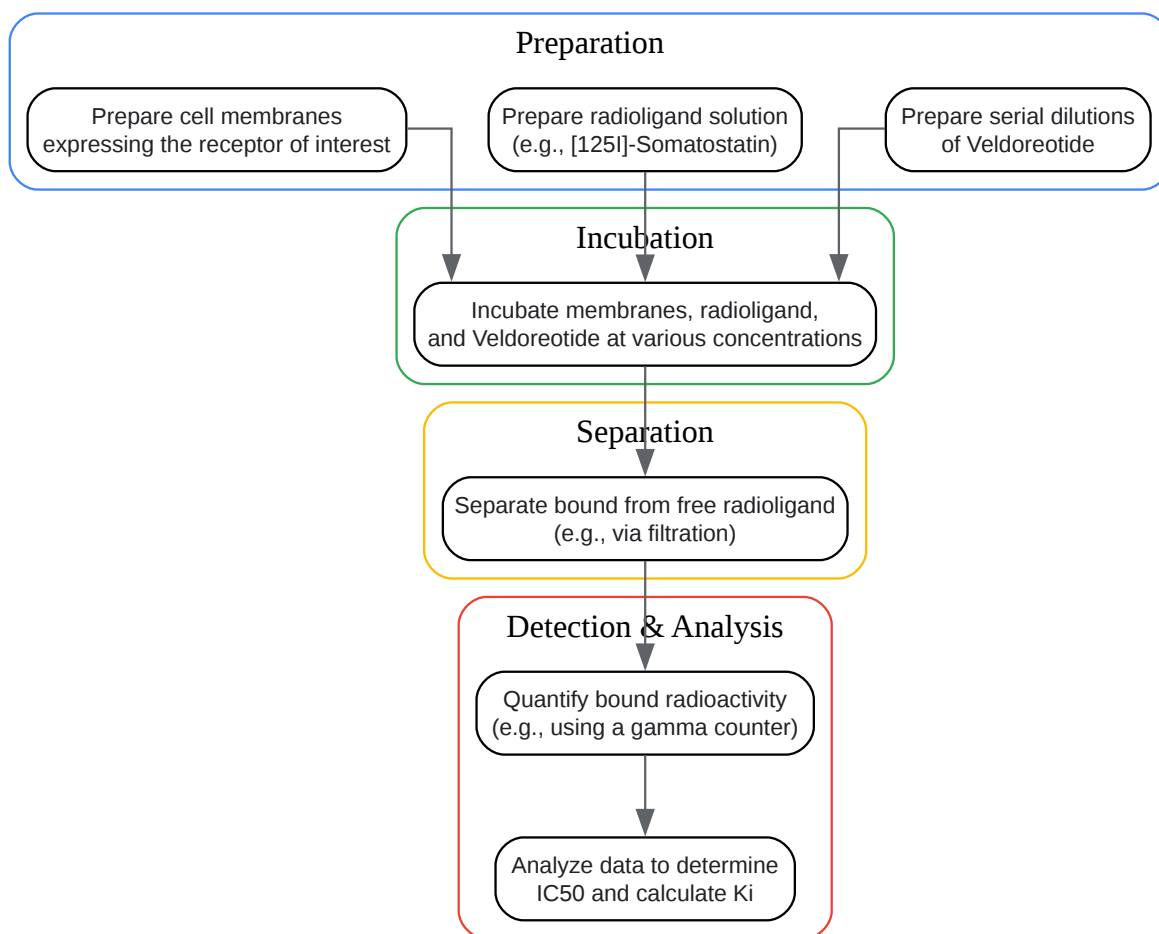 Preparation
Prepare cell membranes
expressing the receptor of interest
Prepare radioligand solution
(e.g., [125I]-Somatostatin)
Prepare serial dilutions
of Veldoreotide
Incubation
Incubate membranes, radioligand,
and Veldoreotide at various concentrations
Separation
Separate bound from free radioligand
(e.g., via filtration)
Detection & Analysis
Quantify bound radioactivity
(e.g., using a gamma counter)
Analyze data to determine
IC50 and calculate Ki